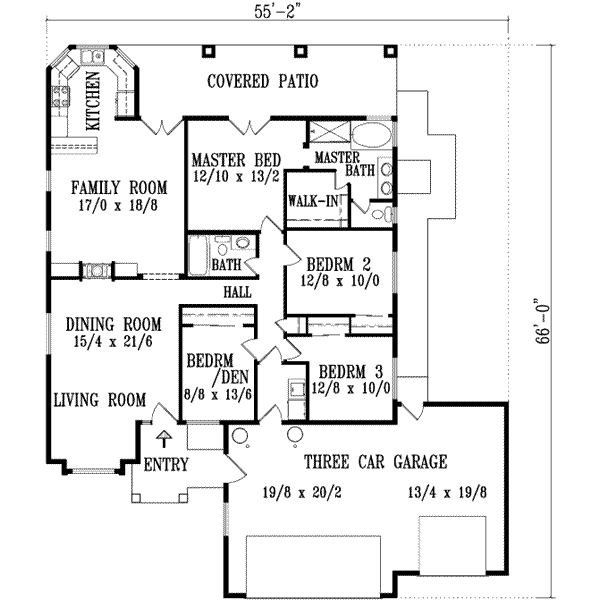 55'-2"
COVERED PATIO
KITCHEN
MASTER BED
12/10 x 13/2
MASTER
BATH
FAMILY ROOM
17/0 x 18/8
WALK-IN
BATH
BEDRM 2
12/8 x 10/0
HALL
DINING ROOM
15/4 x 21/6
66'-0"
BEDRM
/DEN
8/8 x 13/6
BEDRM 3
12/8 x 10/0
LIVING ROOM
ENTRY
THREE CAR GARAGE
19/8 x 20/2
13/4 x 19/8